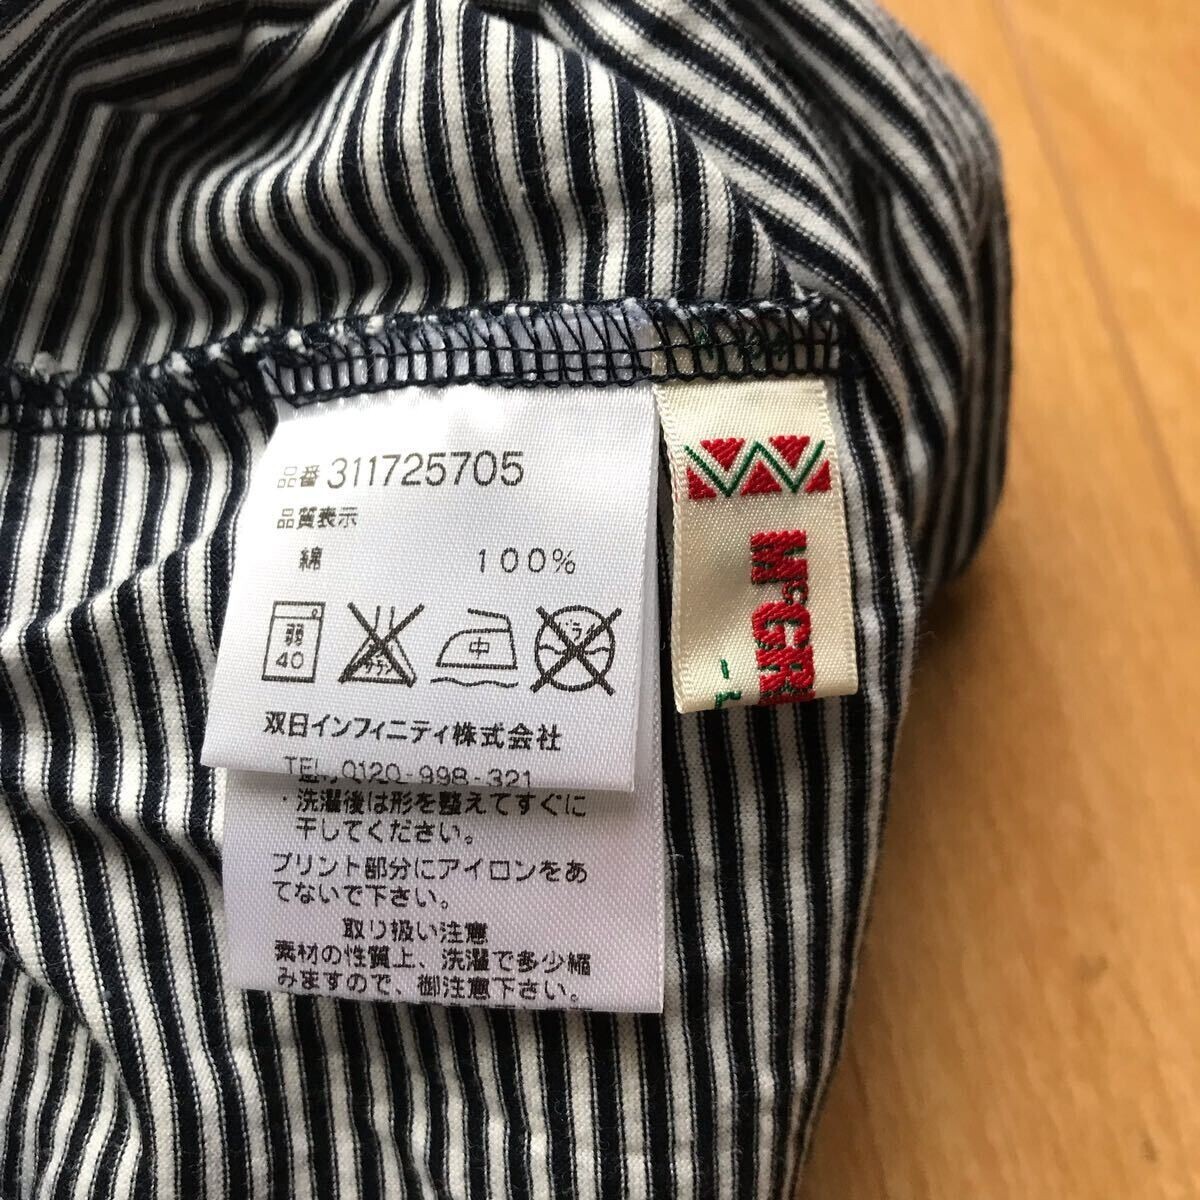 品番 311725705
品質表示
綿 100%
弱
40
中
ドライ
双日インフィニティ株式会社
TEL 0120-998-321
・洗濯後は形を整えてすぐに
干してください。
プリント部分にアイロンをあ
てないで下さい。
取り扱い注意
素材の性質上、洗濯で多少縮
みますので、御注意下さい。